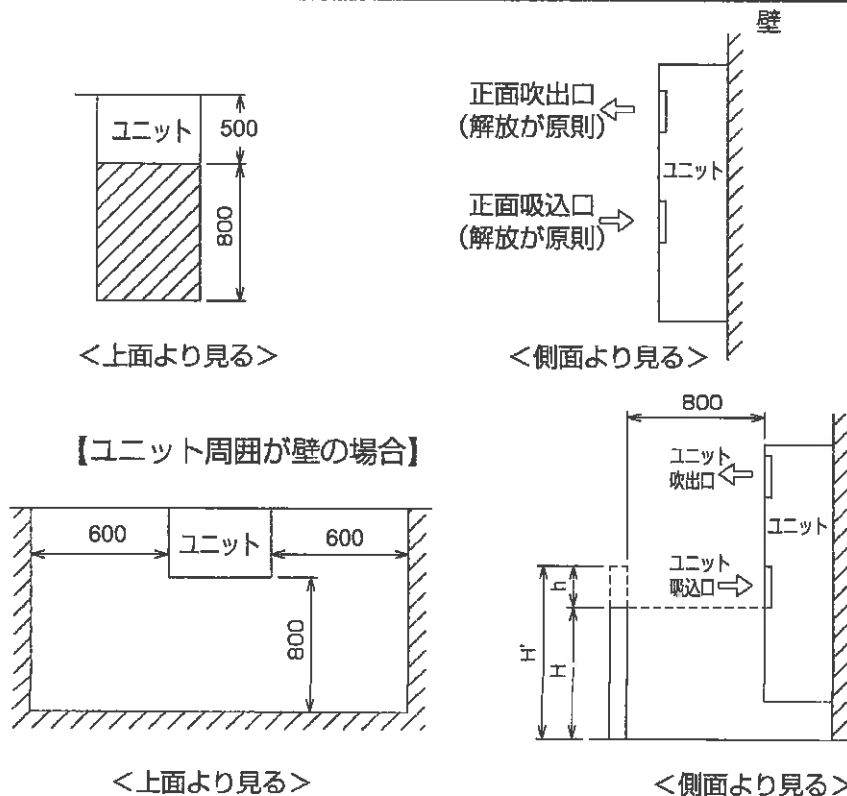 壁
ユニット
500
800
＜上面より見る＞
正面吹出口
(解放が原則)
正面吸込口
(解放が原則)
ユニット
＜側面より見る＞
【ユニット周囲が壁の場合】
600
ユニット
600
800
＜上面より見る＞
800
ユニット
吹出口
ユニット
ユニット
吸込口
h
H'
H
＜側面より見る＞